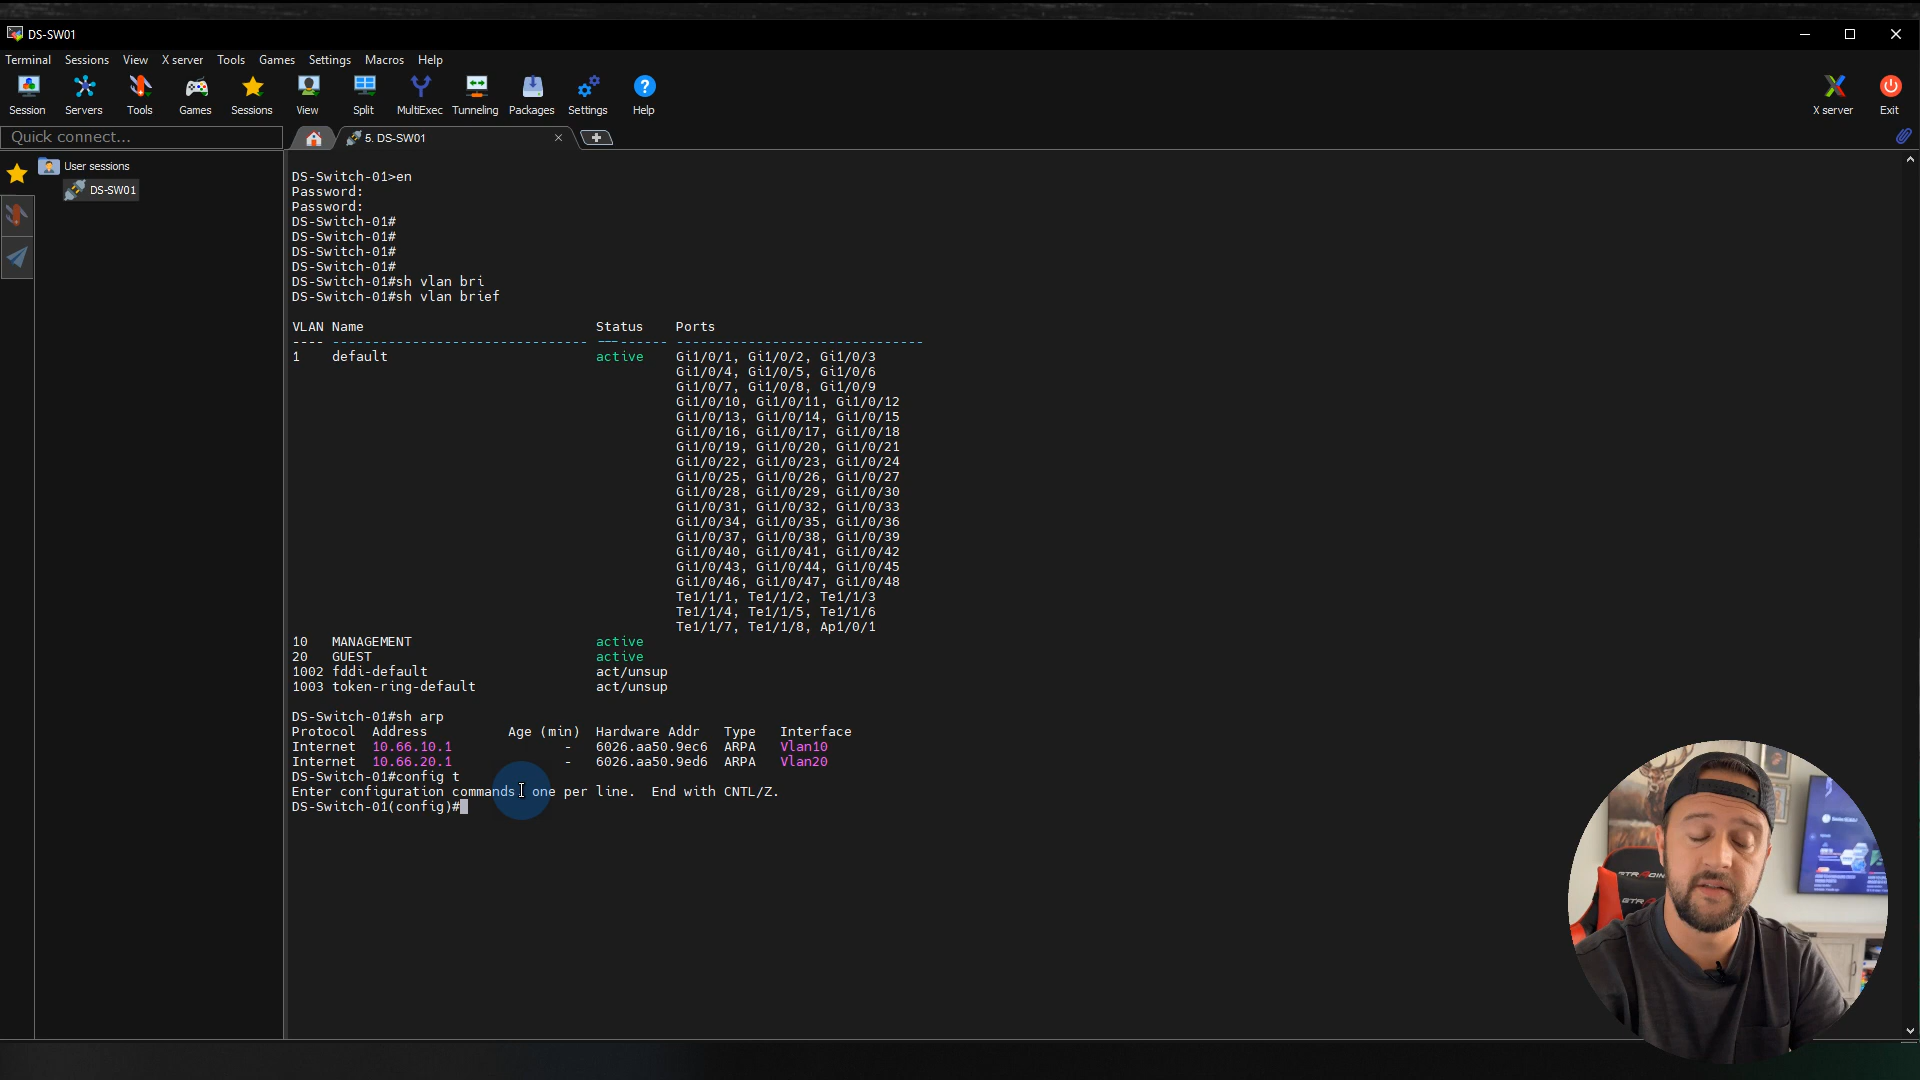 DS-SW01
Terminal Sessions View X server Tools Games Settings Macros Help
Session Servers Tools Games Sessions View Split MultiExec Tunneling Packages Settings Help X server Exit
Quick connect...
5. DS-SW01
User sessions
DS-SW01
DS-Switch-01>en
Password:
Password:
DS-Switch-01#
DS-Switch-01#
DS-Switch-01#
DS-Switch-01#
DS-Switch-01#sh vlan bri
DS-Switch-01#sh vlan brief
VLAN Name Status Ports
---- -------------------------------- --------- -------------------------------
1 default active Gi1/0/1, Gi1/0/2, Gi1/0/3
Gi1/0/4, Gi1/0/5, Gi1/0/6
Gi1/0/7, Gi1/0/8, Gi1/0/9
Gi1/0/10, Gi1/0/11, Gi1/0/12
Gi1/0/13, Gi1/0/14, Gi1/0/15
Gi1/0/16, Gi1/0/17, Gi1/0/18
Gi1/0/19, Gi1/0/20, Gi1/0/21
Gi1/0/22, Gi1/0/23, Gi1/0/24
Gi1/0/25, Gi1/0/26, Gi1/0/27
Gi1/0/28, Gi1/0/29, Gi1/0/30
Gi1/0/31, Gi1/0/32, Gi1/0/33
Gi1/0/34, Gi1/0/35, Gi1/0/36
Gi1/0/37, Gi1/0/38, Gi1/0/39
Gi1/0/40, Gi1/0/41, Gi1/0/42
Gi1/0/43, Gi1/0/44, Gi1/0/45
Gi1/0/46, Gi1/0/47, Gi1/0/48
Te1/1/1, Te1/1/2, Te1/1/3
Te1/1/4, Te1/1/5, Te1/1/6
Te1/1/7, Te1/1/8, Ap1/0/1
10 MANAGEMENT active
20 GUEST active
1002 fddi-default act/unsup
1003 token-ring-default act/unsup
DS-Switch-01#sh arp
Protocol Address Age (min) Hardware Addr Type Interface
Internet 10.66.10.1 - 6026.aa50.9ec6 ARPA Vlan10
Internet 10.66.20.1 - 6026.aa50.9ed6 ARPA Vlan20
DS-Switch-01#config t
Enter configuration commands, one per line. End with CNTL/Z.
DS-Switch-01(config)#